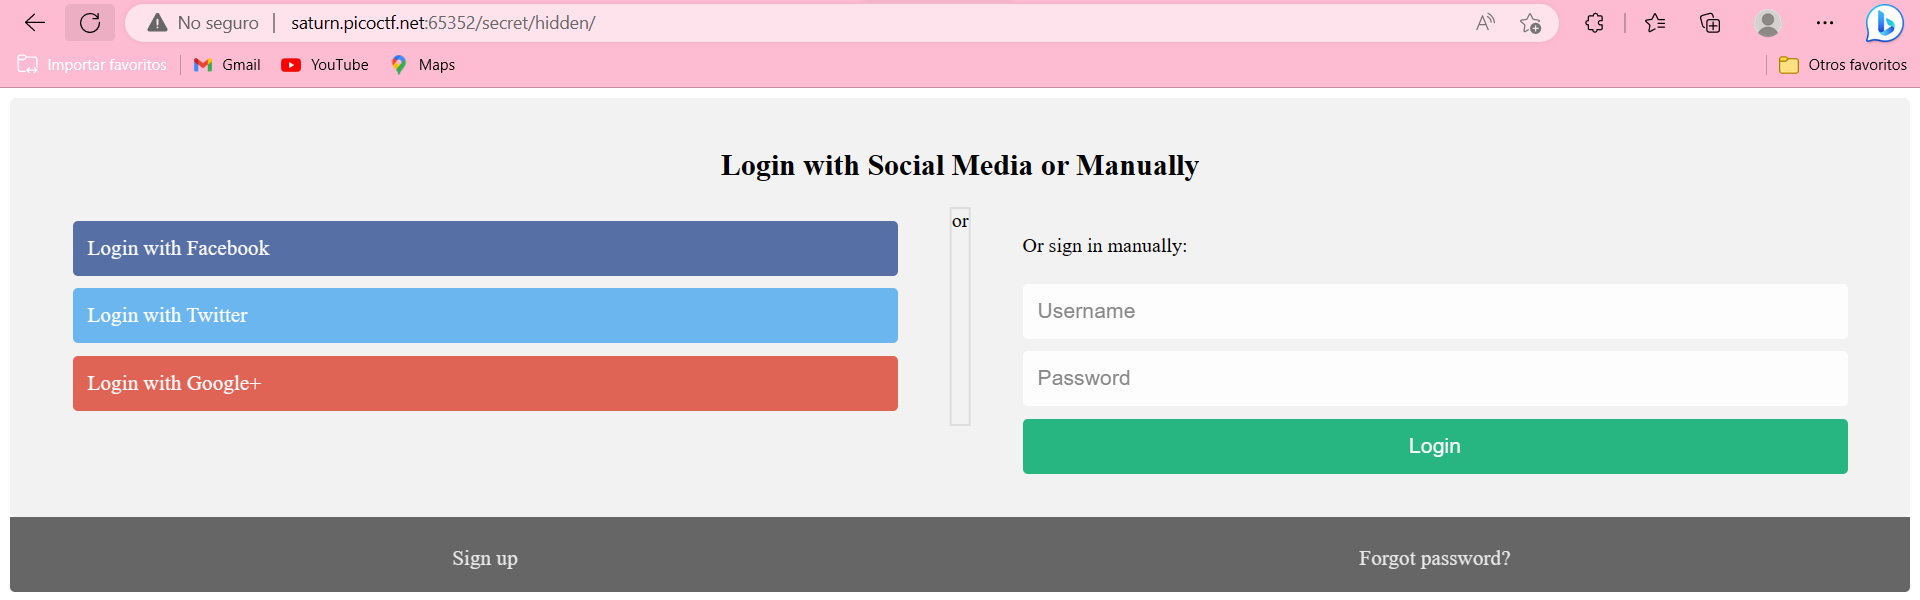 No seguro
saturn.picoctf.net:65352/secret/hidden/
Importar favoritos
Gmail
YouTube
Maps
Otros favoritos
Login with Social Media or Manually
Login with Facebook
Login with Twitter
Login with Google+
or
Or sign in manually:
Username
Password
Login
Sign up
Forgot password?